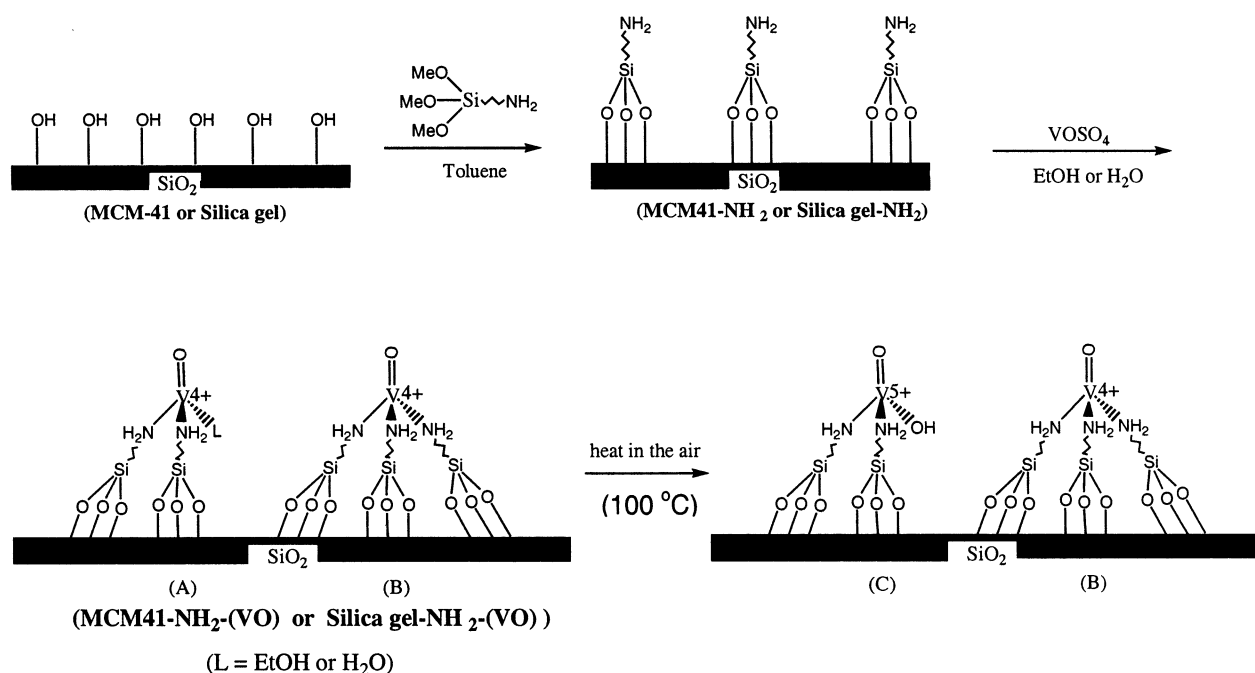 OH OH OH OH OH OH
SiO2
(MCM-41 or Silica gel)
MeO
MeO Si NH2
MeO
Toluene
NH2 NH2 NH2
Si Si Si
O O O O O O O O O
SiO2
(MCM41-NH 2 or Silica gel-NH2)
VOSO4
EtOH or H2O
O O
V4+ V4+
H2N NH2 L H2N NH2 NH2
Si Si Si Si Si
O O O O O O O O O O O O O O O
SiO2
(A) (B)
(MCM41-NH2-(VO) or Silica gel-NH 2-(VO) )
(L = EtOH or H2O)
heat in the air
(100 °C)
O O
V5+ V4+
H2N NH2 OH H2N NH2 NH2
Si Si Si Si Si
O O O O O O O O O O O O O O O
SiO2
(C) (B)